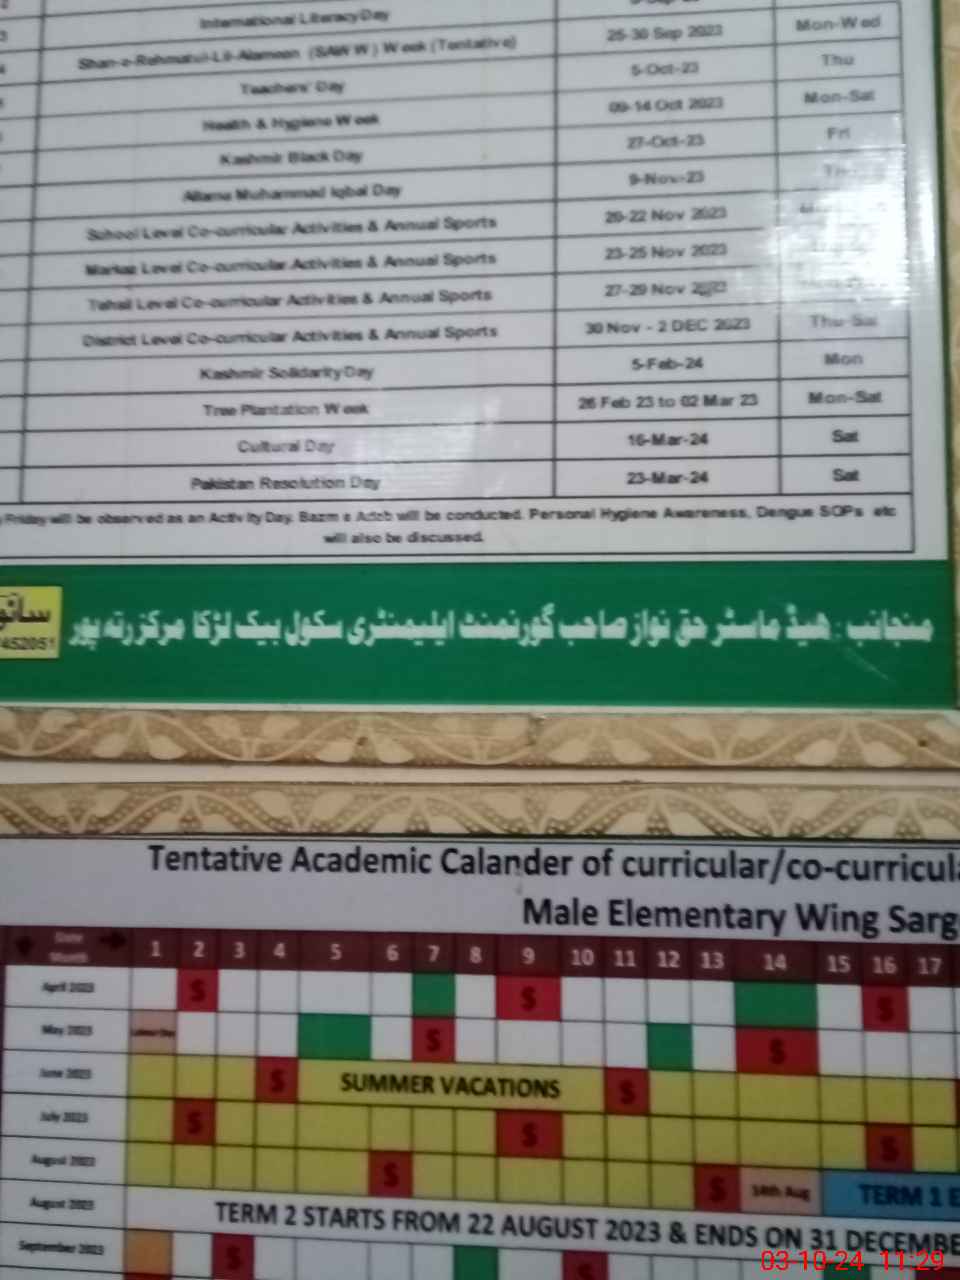 International Literacy Day
Shan-e-Rehmatul-Lil-Alameen (SAWW) Week (Tentative) 25-30 Sep 2023 Mon-Wed
Teachers' Day 5-Oct-23 Thu
Health & Hygiene Week 09-14 Oct 2023 Mon-Sat
Kashmir Black Day 27-Oct-23 Fri
Allama Muhammad Iqbal Day 9-Nov-23
School Level Co-curricular Activities & Annual Sports 20-22 Nov 2023
Markaz Level Co-curricular Activities & Annual Sports 23-25 Nov 2023
Tehsil Level Co-curricular Activities & Annual Sports 27-29 Nov 2023
District Level Co-curricular Activities & Annual Sports 30 Nov - 2 DEC 2023 Thu-Sat
Kashmir Solidarity Day 5-Feb-24 Mon
Tree Plantation Week 26 Feb 23 to 02 Mar 23 Mon-Sat
Cultural Day 16-Mar-24 Sat
Pakistan Resolution Day 23-Mar-24 Sat
Friday will be observed as an Activity Day. Bazm e Adab will be conducted. Personal Hygiene Awareness, Dengue SOPs etc
will also be discussed.
منجانب : ہیڈ ماسٹر حق نواز صاحب گورنمنٹ ایلیمنٹری سکول بیک لڑکا مرکز رتہ پور
452051
Tentative Academic Calander of curricular/co-curricula
Male Elementary Wing Sarg
Date
Month 1 2 3 4 5 6 7 8 9 10 11 12 13 14 15 16 17
April 2023 S S S
May 2023 Labour Day S S
June 2023 S SUMMER VACATIONS S
July 2023 S S S
August 2023 S S 14th Aug TERM 1 E
August 2023 TERM 2 STARTS FROM 22 AUGUST 2023 & ENDS ON 31 DECEMBE
September 2023 S S
03-10-24 11:29